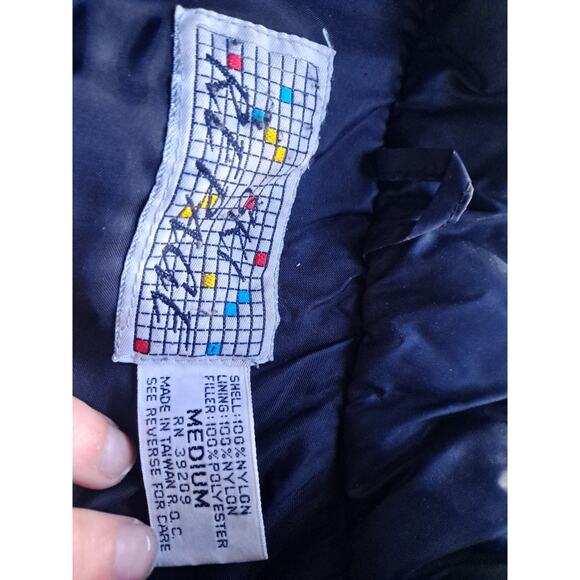 SHELL:100%NYLON
LINING:100%NYLON
FILLER:100%POLYESTER
MEDIUM
RN 39209
MADE IN TAIWAN R.O.C.
SEE REVERSE FOR CARE